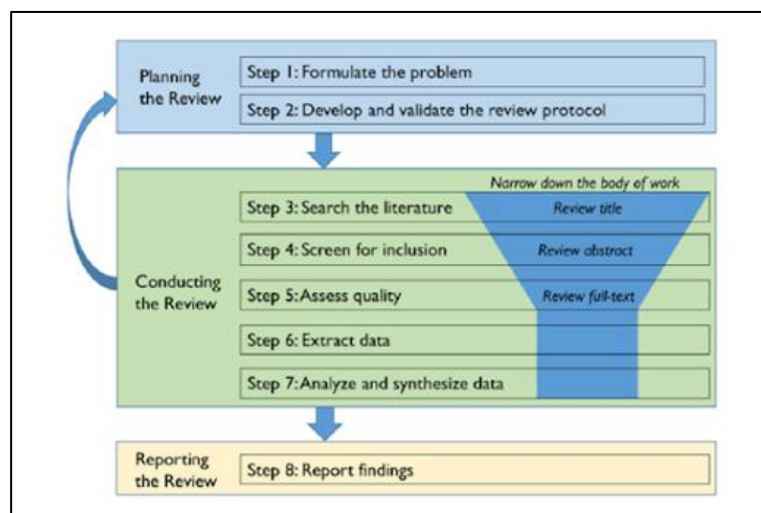 Planning
the Review
Step 1: Formulate the problem
Step 2: Develop and validate the review protocol
Narrow down the body of work
Conducting
the Review
Step 3: Search the literature
Review title
Step 4: Screen for inclusion
Review abstract
Step 5: Assess quality
Review full-text
Step 6: Extract data
Step 7: Analyze and synthesize data
Reporting
the Review
Step 8: Report findings